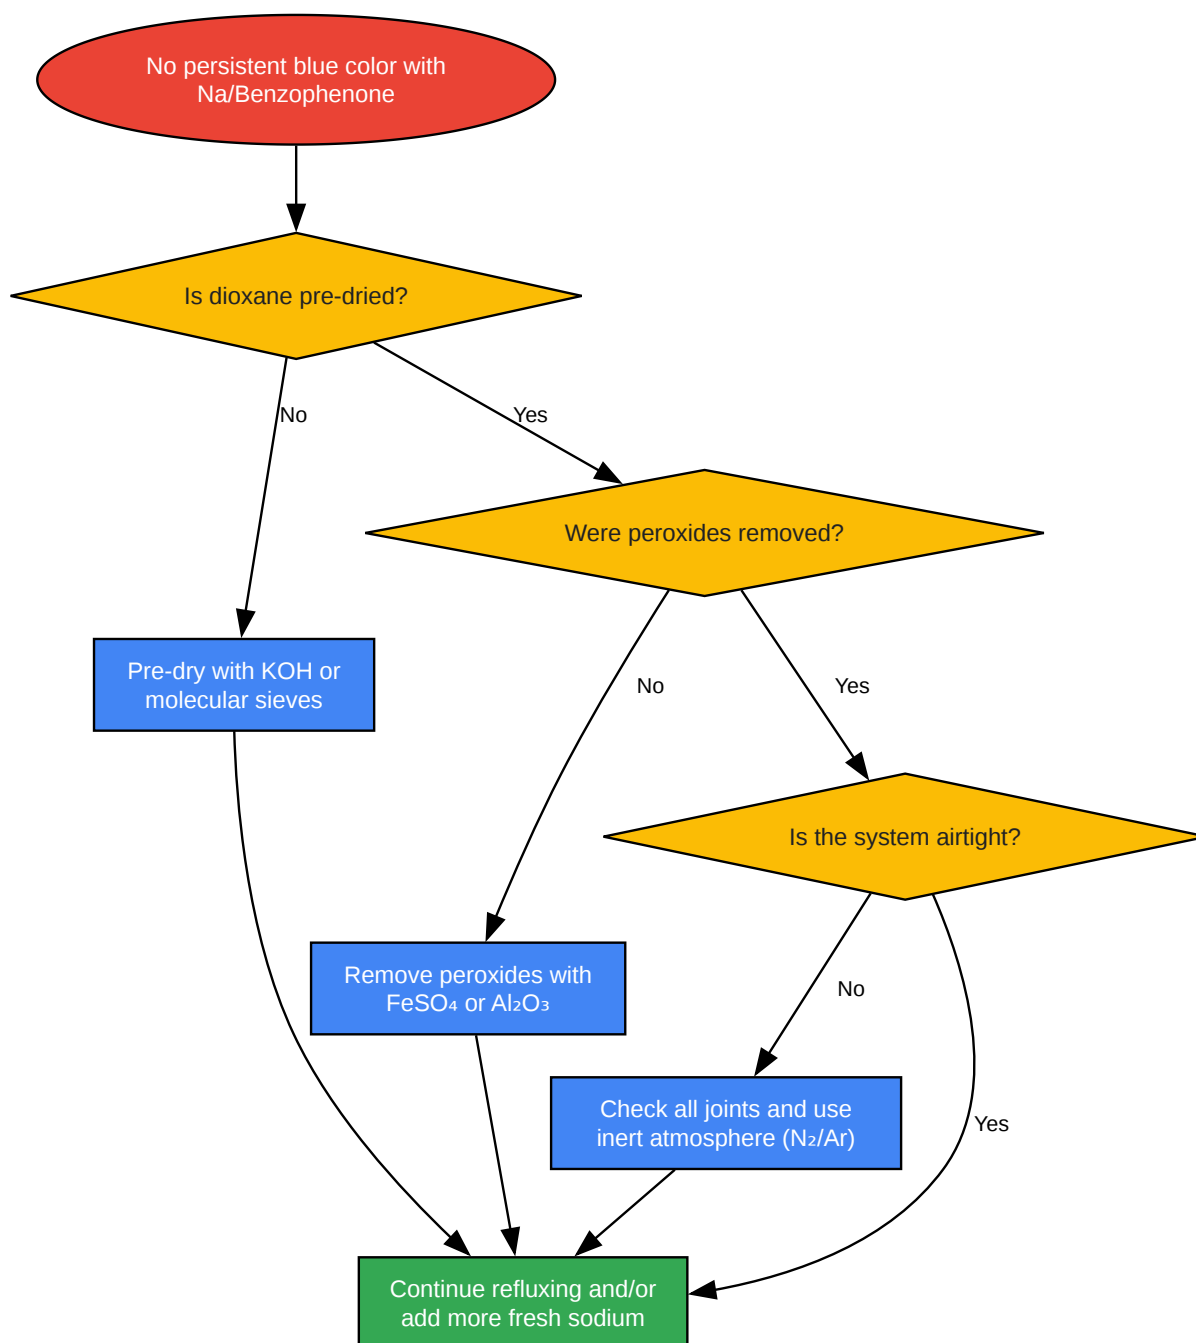 No persistent blue color with
Na/Benzophenone
Is dioxane pre-dried?
No
Yes
Were peroxides removed?
Pre-dry with KOH or
molecular sieves
No
Yes
Is the system airtight?
Remove peroxides with
FeSO₄ or Al₂O₃
No
Check all joints and use
inert atmosphere (N₂/Ar)
Yes
Continue refluxing and/or
add more fresh sodium